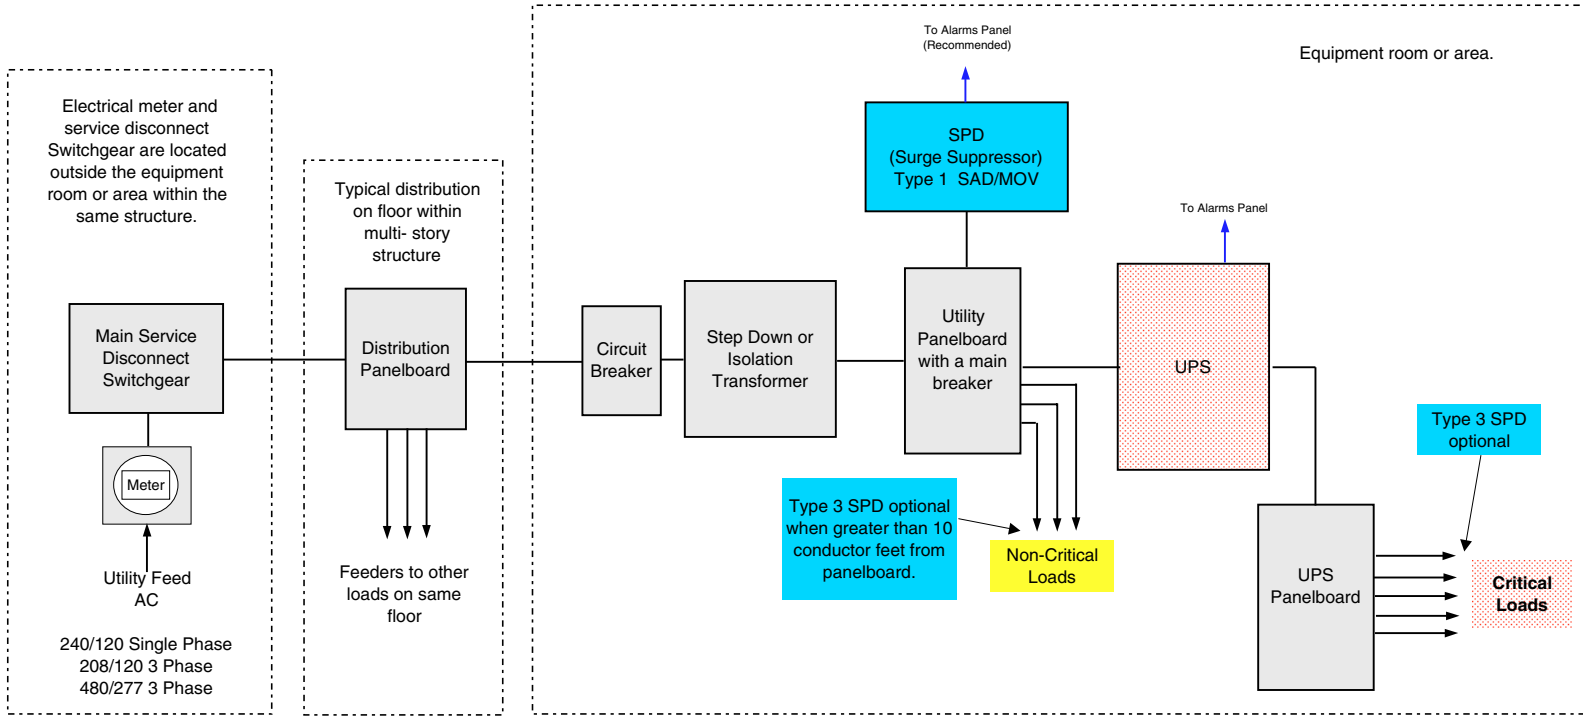 Electrical meter and
service disconnect
Switchgear are located
outside the equipment
room or area within the
same structure.
Main Service
Disconnect
Switchgear
Meter
Utility Feed
AC
240/120 Single Phase
208/120 3 Phase
480/277 3 Phase
Typical distribution
on floor within
multi- story
structure
Distribution
Panelboard
Feeders to other
loads on same
floor
Equipment room or area.
Circuit
Breaker
Step Down or
Isolation
Transformer
To Alarms Panel
(Recommended)
SPD
(Surge Suppressor)
Type 1 SAD/MOV
Utility
Panelboard
with a main
breaker
Type 3 SPD optional
when greater than 10
conductor feet from
panelboard.
Non-Critical
Loads
To Alarms Panel
UPS
UPS
Panelboard
Type 3 SPD
optional
Critical
Loads